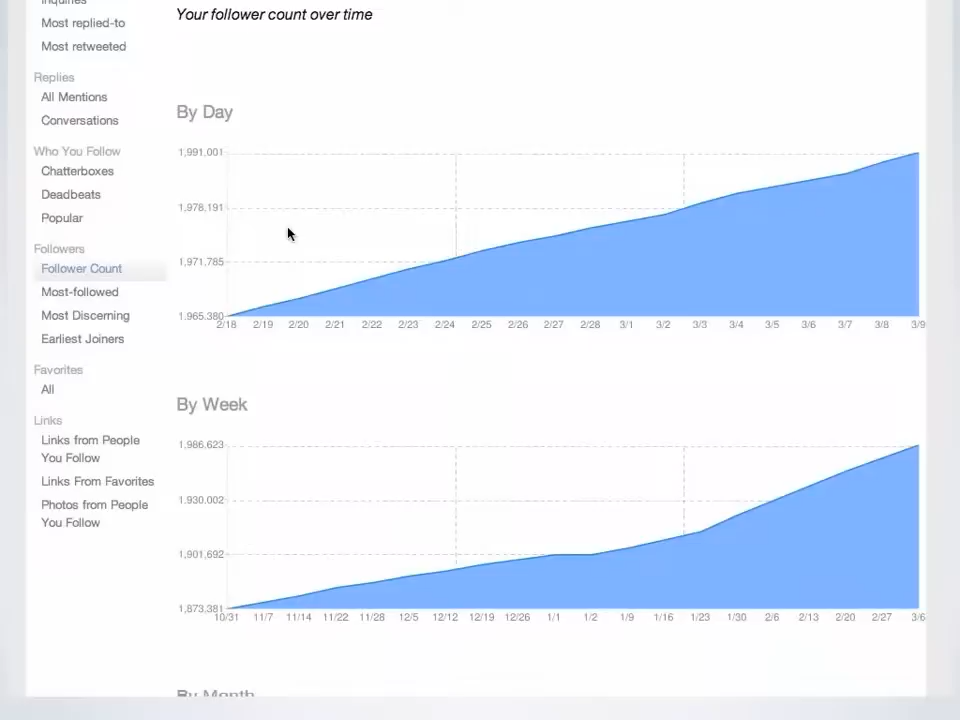 Inquiries
Most replied-to
Most retweeted
Replies
All Mentions
Conversations
Who You Follow
Chatterboxes
Deadbeats
Popular
Followers
Follower Count
Most-followed
Most Discerning
Earliest Joiners
Favorites
All
Links
Links from People
You Follow
Links From Favorites
Photos from People
You Follow
Your follower count over time
By Day
1,991,001
1,978,191
1,971,785
1,965,380
2/18 2/19 2/20 2/21 2/22 2/23 2/24 2/25 2/26 2/27 2/28 3/1 3/2 3/3 3/4 3/5 3/6 3/7 3/8 3/9
By Week
1,986,623
1,930,002
1,901,692
1,873,381
10/31 11/7 11/14 11/22 11/28 12/5 12/12 12/19 12/26 1/1 1/2 1/9 1/16 1/23 1/30 2/6 2/13 2/20 2/27 3/6
By Month